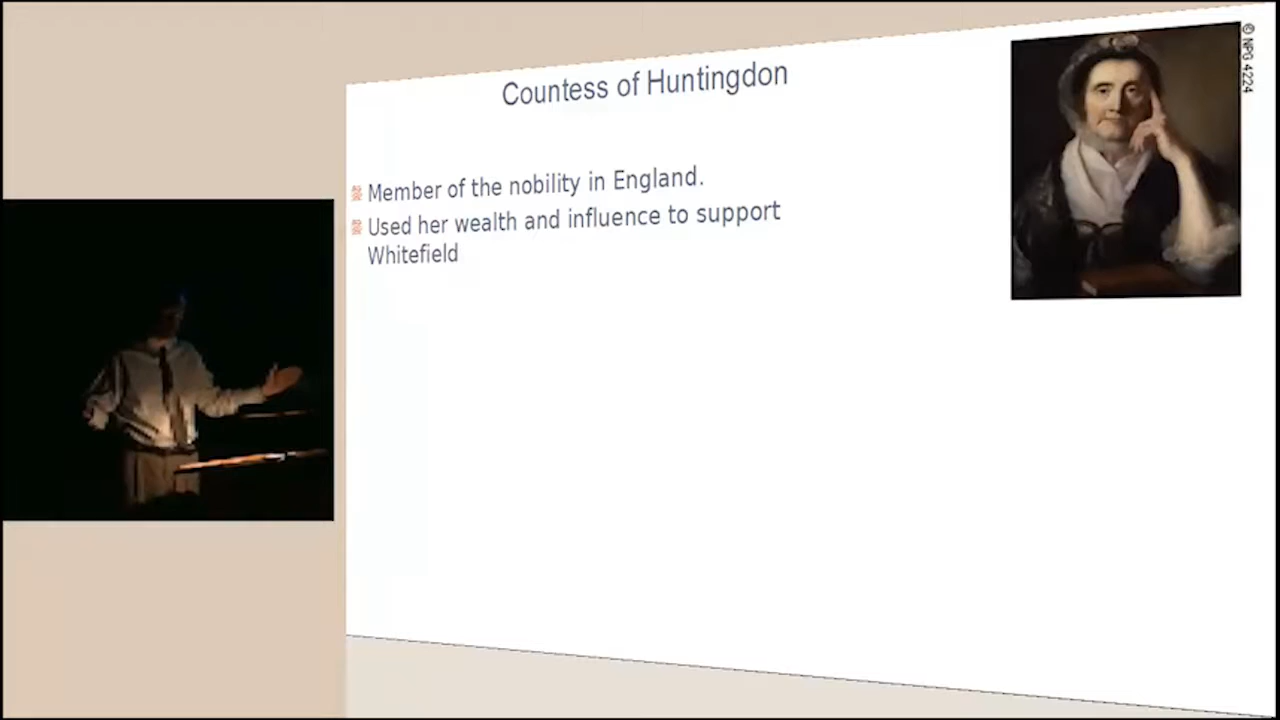 Countess of Huntingdon
Member of the nobility in England.
Used her wealth and influence to support
Whitefield
© NPG 4224